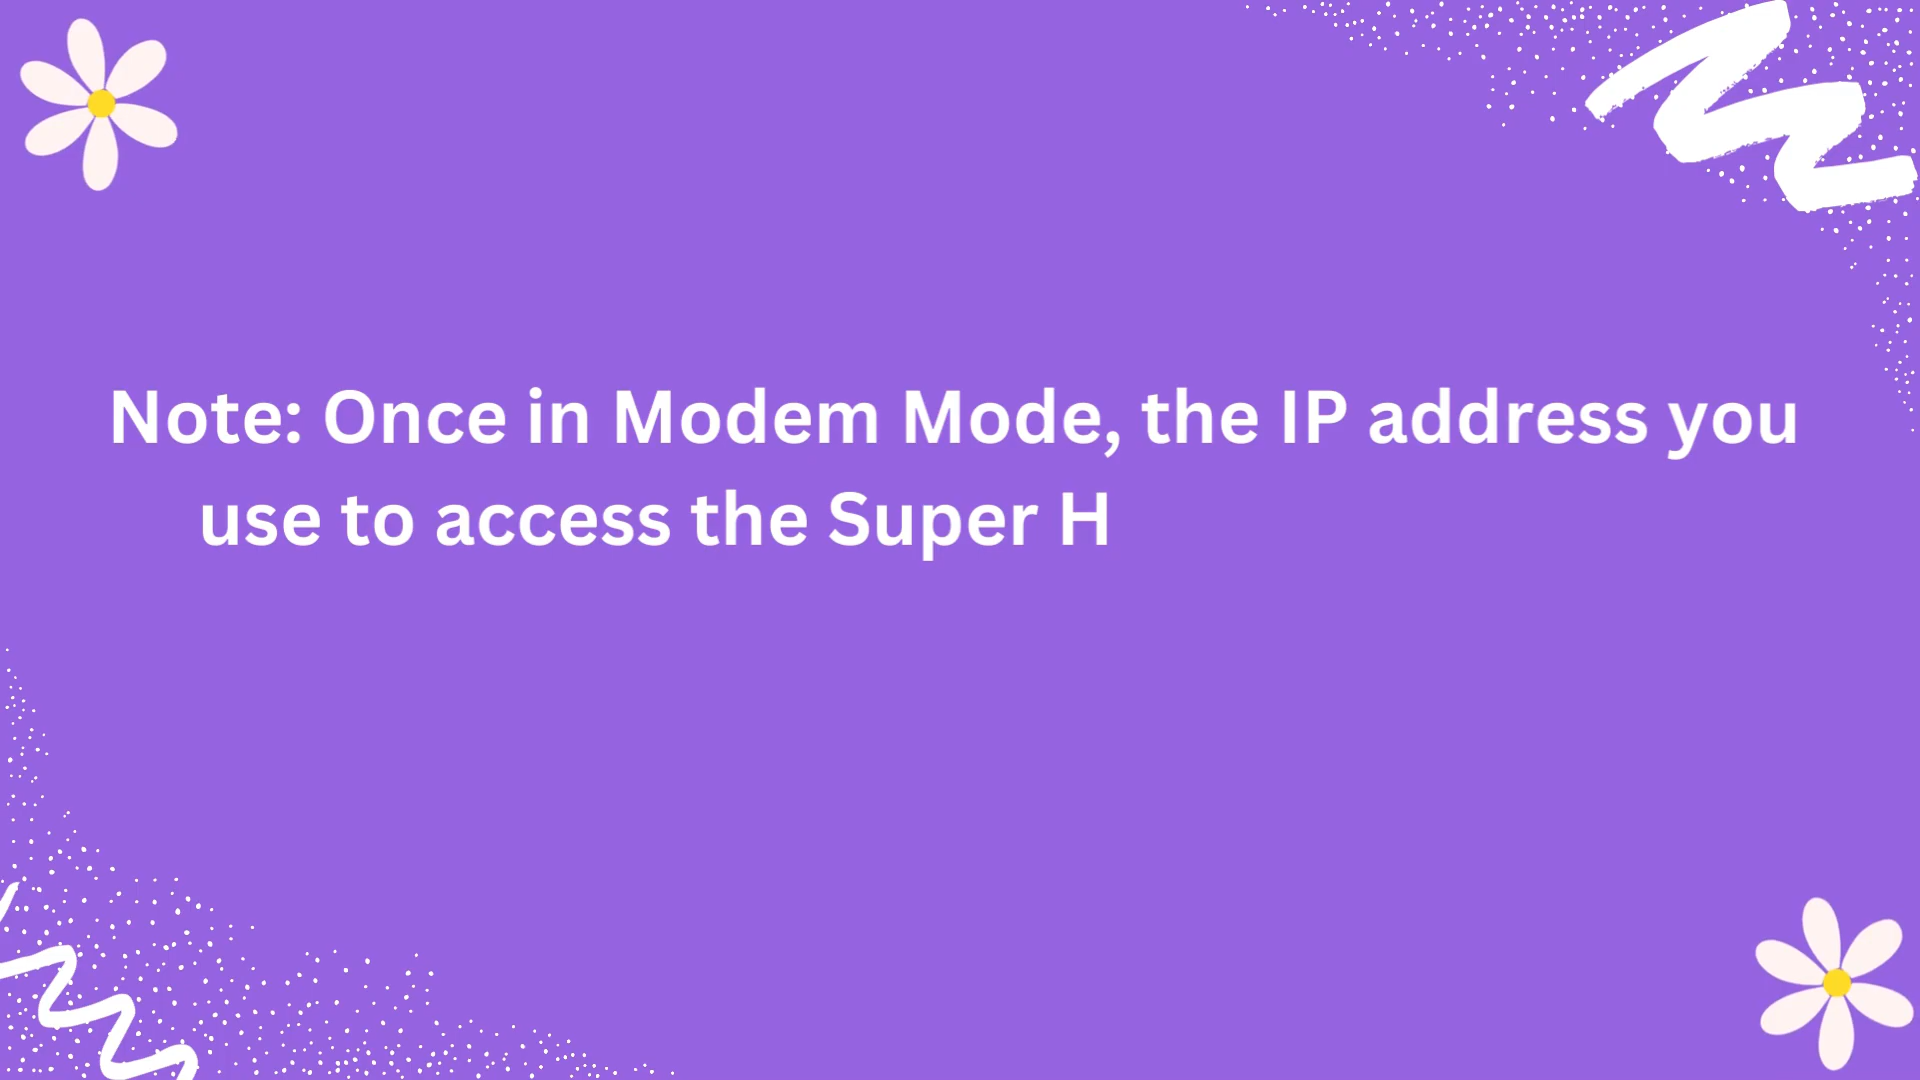 Note: Once in Modem Mode, the IP address you
use to access the Super H